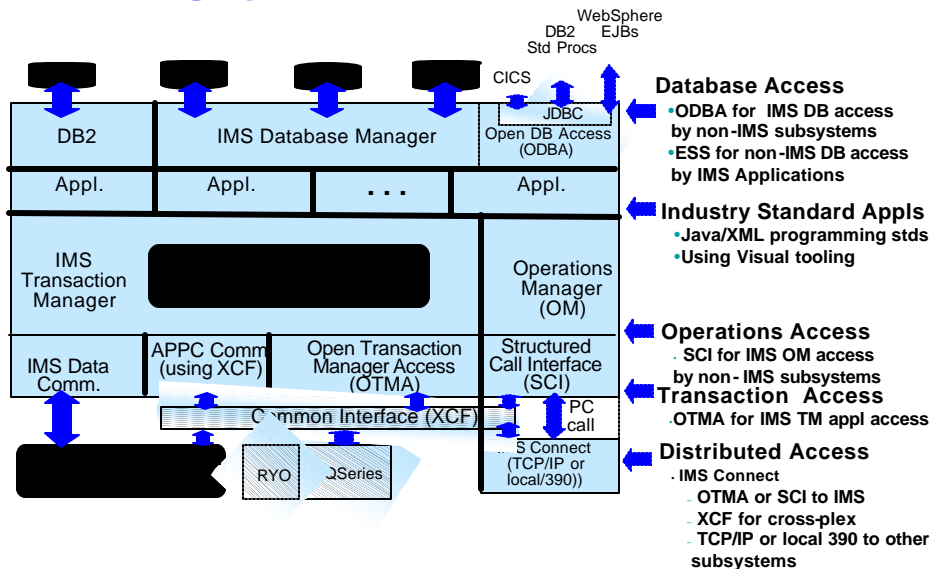 WebSphere
EJBs
DB2
Std Procs
CICS
JDBC
Open DB Access
(ODBA)
DB2
IMS Database Manager
Appl.
Appl.
. . .
Appl.
IMS
Transaction
Manager
Operations
Manager
(OM)
IMS Data
Comm.
APPC Comm
(using XCF)
Open Transaction
Manager Access
(OTMA)
Structured
Call Interface
(SCI)
Common Interface (XCF)
PC
call
RYO
QSeries
IMS Connect
(TCP/IP or
local/390))
Database Access
•ODBA for IMS DB access
by non-IMS subsystems
•ESS for non-IMS DB access
by IMS Applications
Industry Standard Appls
•Java/XML programming stds
•Using Visual tooling
Operations Access
· SCI for IMS OM access
by non- IMS subsystems
Transaction Access
·OTMA for IMS TM appl access
Distributed Access
· IMS Connect
- OTMA or SCI to IMS
- XCF for cross-plex
- TCP/IP or local 390 to other
subsystems